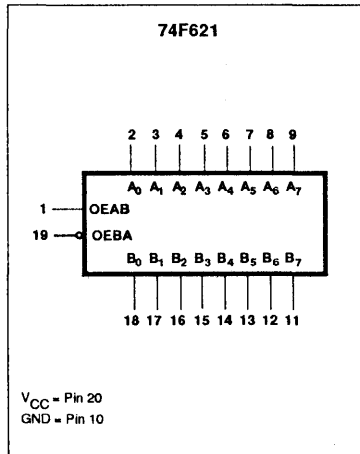 74F621
2 3 4 5 6 7 8 9
A0 A1 A2 A3 A4 A5 A6 A7
1 OEAB
19 OEBA
B0 B1 B2 B3 B4 B5 B6 B7
18 17 16 15 14 13 12 11
VCC = Pin 20
GND = Pin 10